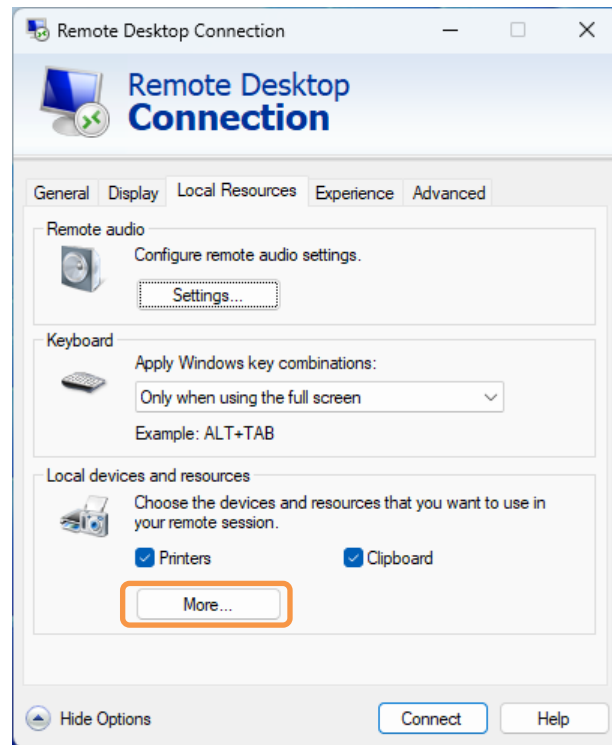 Remote Desktop Connection
Remote Desktop
Connection
General Display Local Resources Experience Advanced
Remote audio
Configure remote audio settings.
Settings...
Keyboard
Apply Windows key combinations:
Only when using the full screen
Example: ALT+TAB
Local devices and resources
Choose the devices and resources that you want to use in
your remote session.
Printers Clipboard
More...
Hide Options Connect Help